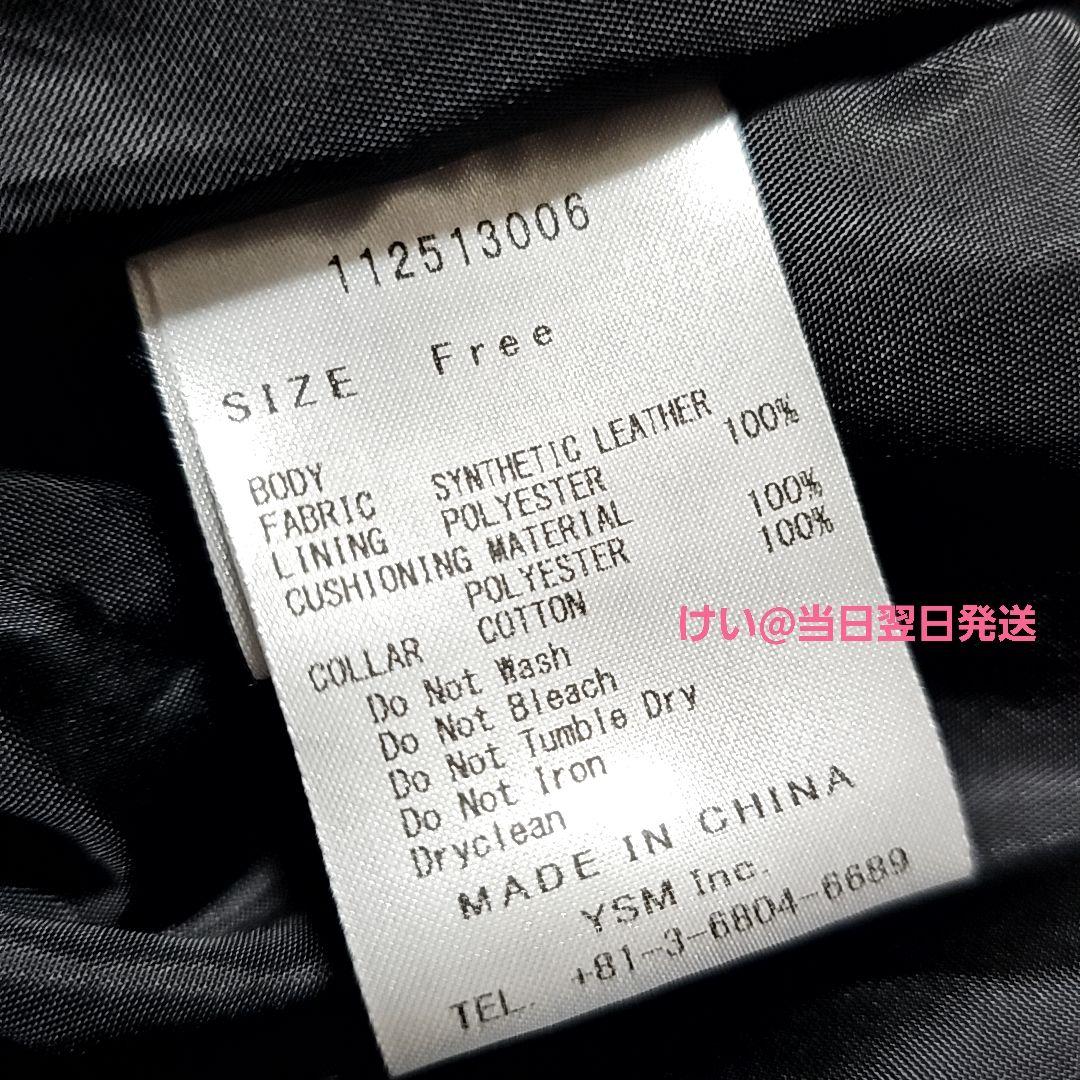 112513006
SIZE Free
BODY
FABRIC SYNTHETIC LEATHER
LINING POLYESTER 100%
CUSHIONING MATERIAL
POLYESTER 100%
COLLAR COTTON 100%
Do Not Wash
Do Not Bleach
Do Not Tumble Dry
Do Not Iron
Dryclean
MADE IN CHINA
YSM Inc.
TEL. +81-3-6804-6689
けい@当日翌日発送